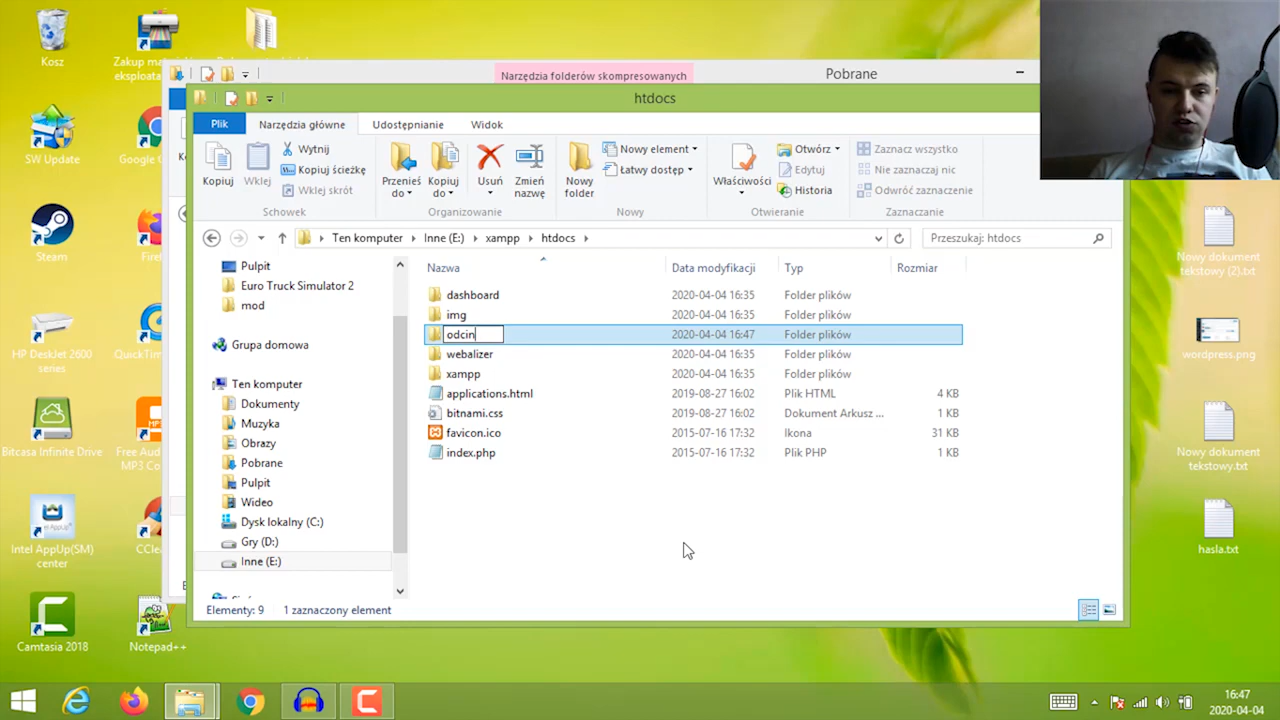 Kosz
Zakup mater
eksploata
Narzędzia folderów skompresowanych
Pobrane
htdocs
Plik
Narzędzia główne
Udostępnianie
Widok
Kopiuj
Wklej
Wytnij
Kopiuj ścieżkę
Wklej skrót
Schowek
Przenieś
do
Kopiuj
do
Usuń
Zmień
nazwę
Organizowanie
Nowy
folder
Nowy element
Łatwy dostęp
Nowy
Właściwości
Otwórz
Edytuj
Historia
Otwieranie
Zaznacz wszystko
Nie zaznaczaj nic
Odwróć zaznaczenie
Zaznaczanie
Ten komputer
Inne (E:)
xampp
htdocs
Przeszukaj: htdocs
Pulpit
Euro Truck Simulator 2
mod
Grupa domowa
Ten komputer
Dokumenty
Muzyka
Obrazy
Pobrane
Pulpit
Wideo
Dysk lokalny (C:)
Gry (D:)
Inne (E:)
Nazwa Data modyfikacji Typ Rozmiar
dashboard 2020-04-04 16:35 Folder plików
img 2020-04-04 16:35 Folder plików
odcin 2020-04-04 16:47 Folder plików
webalizer 2020-04-04 16:35 Folder plików
xampp 2020-04-04 16:35 Folder plików
applications.html 2019-08-27 16:02 Plik HTML 4 KB
bitnami.css 2019-08-27 16:02 Dokument Arkusz ... 1 KB
favicon.ico 2015-07-16 17:32 Ikona 31 KB
index.php 2015-07-16 17:32 Plik PHP 1 KB
Elementy: 9 1 zaznaczony element
SW Update
Google C
Steam
Firef
HP DeskJet 2600
QuickTim
Bitcasa Infinite Drive
Free Aud
MP3 Co
Intel AppUp(SM)
center
CCle
Camtasia 2018
Notepad++
Nowy dokument
tekstowy (2).txt
wordpress.png
Nowy dokument
tekstowy.txt
hasla.txt
16:47
2020-04-04